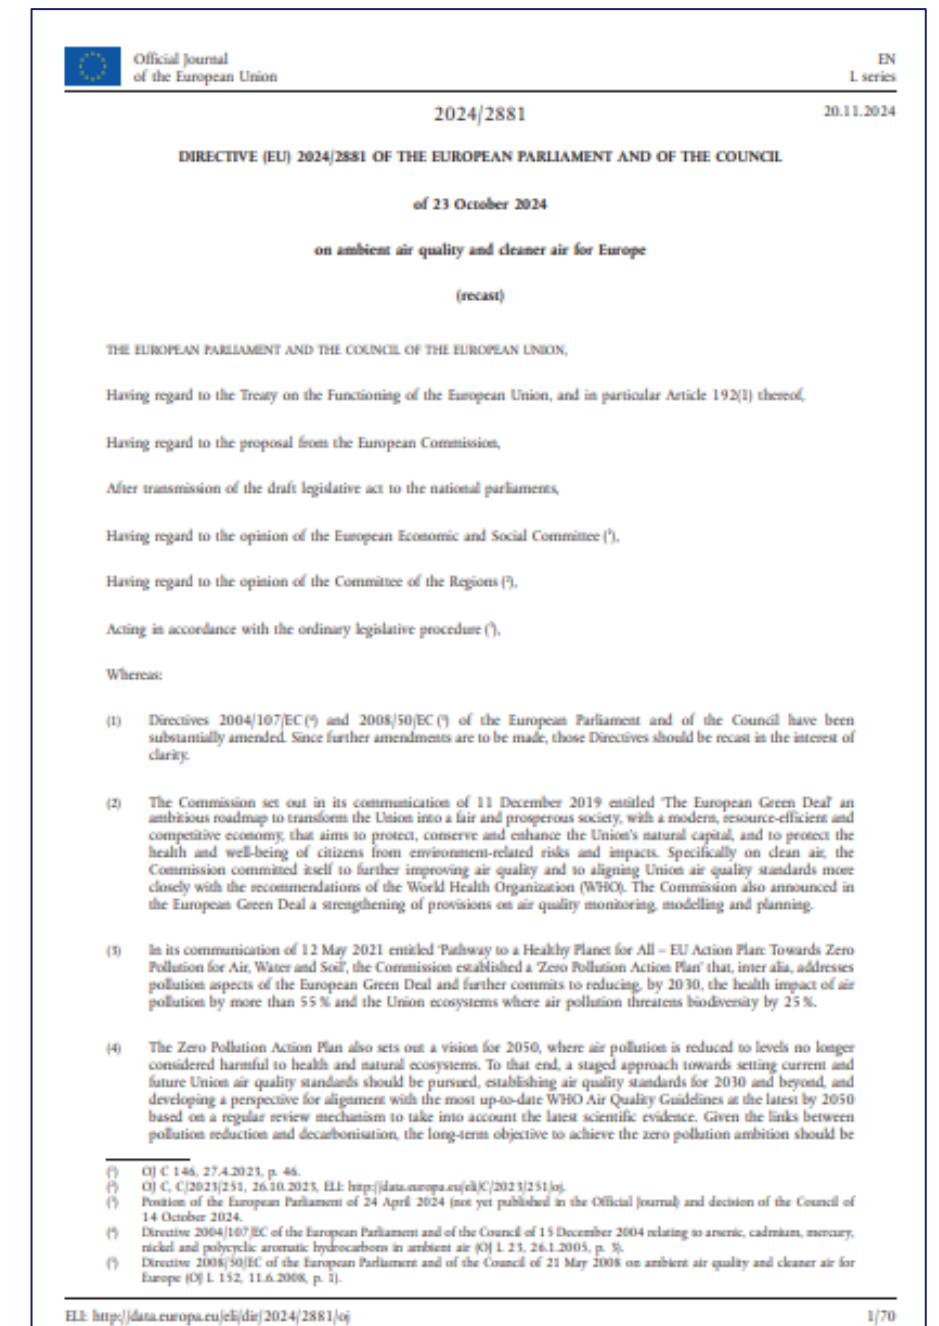 Official Journal
of the European Union
EN
L series
2024/2881
20.11.2024
DIRECTIVE (EU) 2024/2881 OF THE EUROPEAN PARLIAMENT AND OF THE COUNCIL
of 23 October 2024
on ambient air quality and cleaner air for Europe
(recast)
THE EUROPEAN PARLIAMENT AND THE COUNCIL OF THE EUROPEAN UNION,
Having regard to the Treaty on the Functioning of the European Union, and in particular Article 192(1) thereof,
Having regard to the proposal from the European Commission,
After transmission of the draft legislative act to the national parliaments,
Having regard to the opinion of the European Economic and Social Committee (¹),
Having regard to the opinion of the Committee of the Regions (²),
Acting in accordance with the ordinary legislative procedure (³),
Whereas:
(1) Directives 2004/107/EC (⁴) and 2008/50/EC (⁵) of the European Parliament and of the Council have been
substantially amended. Since further amendments are to be made, those Directives should be recast in the interest of
clarity.
(2) The Commission set out in its communication of 11 December 2019 entitled 'The European Green Deal' an
ambitious roadmap to transform the Union into a fair and prosperous society, with a modern, resource-efficient and
competitive economy, that aims to protect, conserve and enhance the Union's natural capital, and to protect the
health and well-being of citizens from environment-related risks and impacts. Specifically on clean air, the
Commission committed itself to further improving air quality and to aligning Union air quality standards more
closely with the recommendations of the World Health Organization (WHO). The Commission also announced in
the European Green Deal a strengthening of provisions on air quality monitoring, modelling and planning.
(3) In its communication of 12 May 2021 entitled 'Pathway to a Healthy Planet for All – EU Action Plan: Towards Zero
Pollution for Air, Water and Soil', the Commission established a 'Zero Pollution Action Plan' that, inter alia, addresses
pollution aspects of the European Green Deal and further commits to reducing, by 2030, the health impact of air
pollution by more than 55 % and the Union ecosystems where air pollution threatens biodiversity by 25 %.
(4) The Zero Pollution Action Plan also sets out a vision for 2050, where air pollution is reduced to levels no longer
considered harmful to health and natural ecosystems. To that end, a staged approach towards setting current and
future Union air quality standards should be pursued, establishing air quality standards for 2030 and beyond, and
developing a perspective for alignment with the most up-to-date WHO Air Quality Guidelines at the latest by 2050
based on a regular review mechanism to take into account the latest scientific evidence. Given the links between
pollution reduction and decarbonisation, the long-term objective to achieve the zero pollution ambition should be
(¹) OJ C 146, 27.4.2023, p. 46.
(²) OJ C, C/2023/251, 26.10.2023, ELI: http://data.europa.eu/eli/C/2023/251/oj.
(³) Position of the European Parliament of 24 April 2024 (not yet published in the Official Journal) and decision of the Council of
14 October 2024.
(⁴) Directive 2004/107/EC of the European Parliament and of the Council of 15 December 2004 relating to arsenic, cadmium, mercury,
nickel and polycyclic aromatic hydrocarbons in ambient air (OJ L 23, 26.1.2005, p. 3).
(⁵) Directive 2008/50/EC of the European Parliament and of the Council of 21 May 2008 on ambient air quality and cleaner air for
Europe (OJ L 152, 11.6.2008, p. 1).
ELI: http://data.europa.eu/eli/dir/2024/2881/oj
1/70